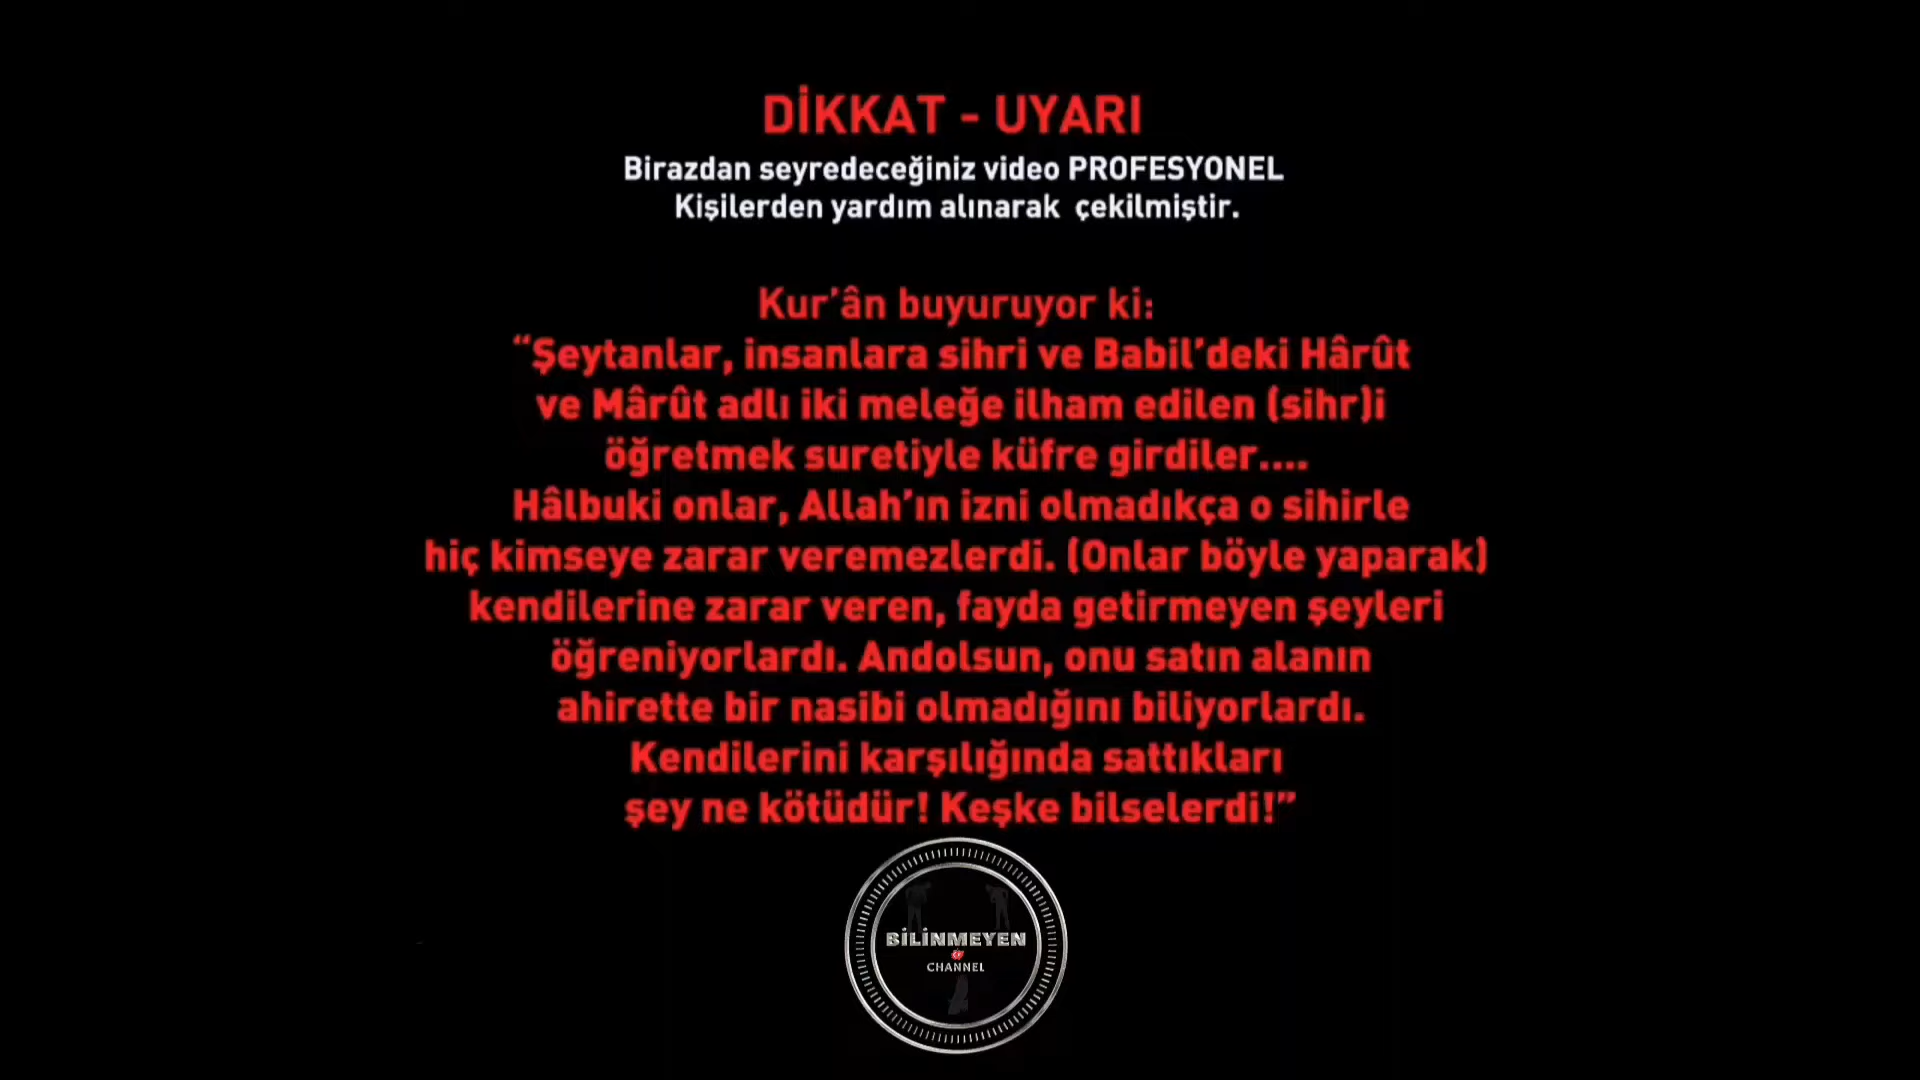 DİKKAT - UYARI
Birazdan seyredeceğiniz video PROFESYONEL
Kişilerden yardım alınarak çekilmiştir.
Kur'ân buyuruyor ki:
“Şeytanlar, insanlara sihri ve Babil'deki Hârût
ve Mârût adlı iki meleğe ilham edilen (sihr)i
öğretmek suretiyle küfre girdiler....
Hâlbuki onlar, Allah'ın izni olmadıkça o sihirle
hiç kimseye zarar veremezlerdi. (Onlar böyle yaparak)
kendilerine zarar veren, fayda getirmeyen şeyleri
öğreniyorlardı. Andolsun, onu satın alanın
ahirette bir nasibi olmadığını biliyorlardı.
Kendilerini karşılığında sattıkları
şey ne kötüdür! Keşke bilselerdi!”
BİLİNMEYEN
CHANNEL